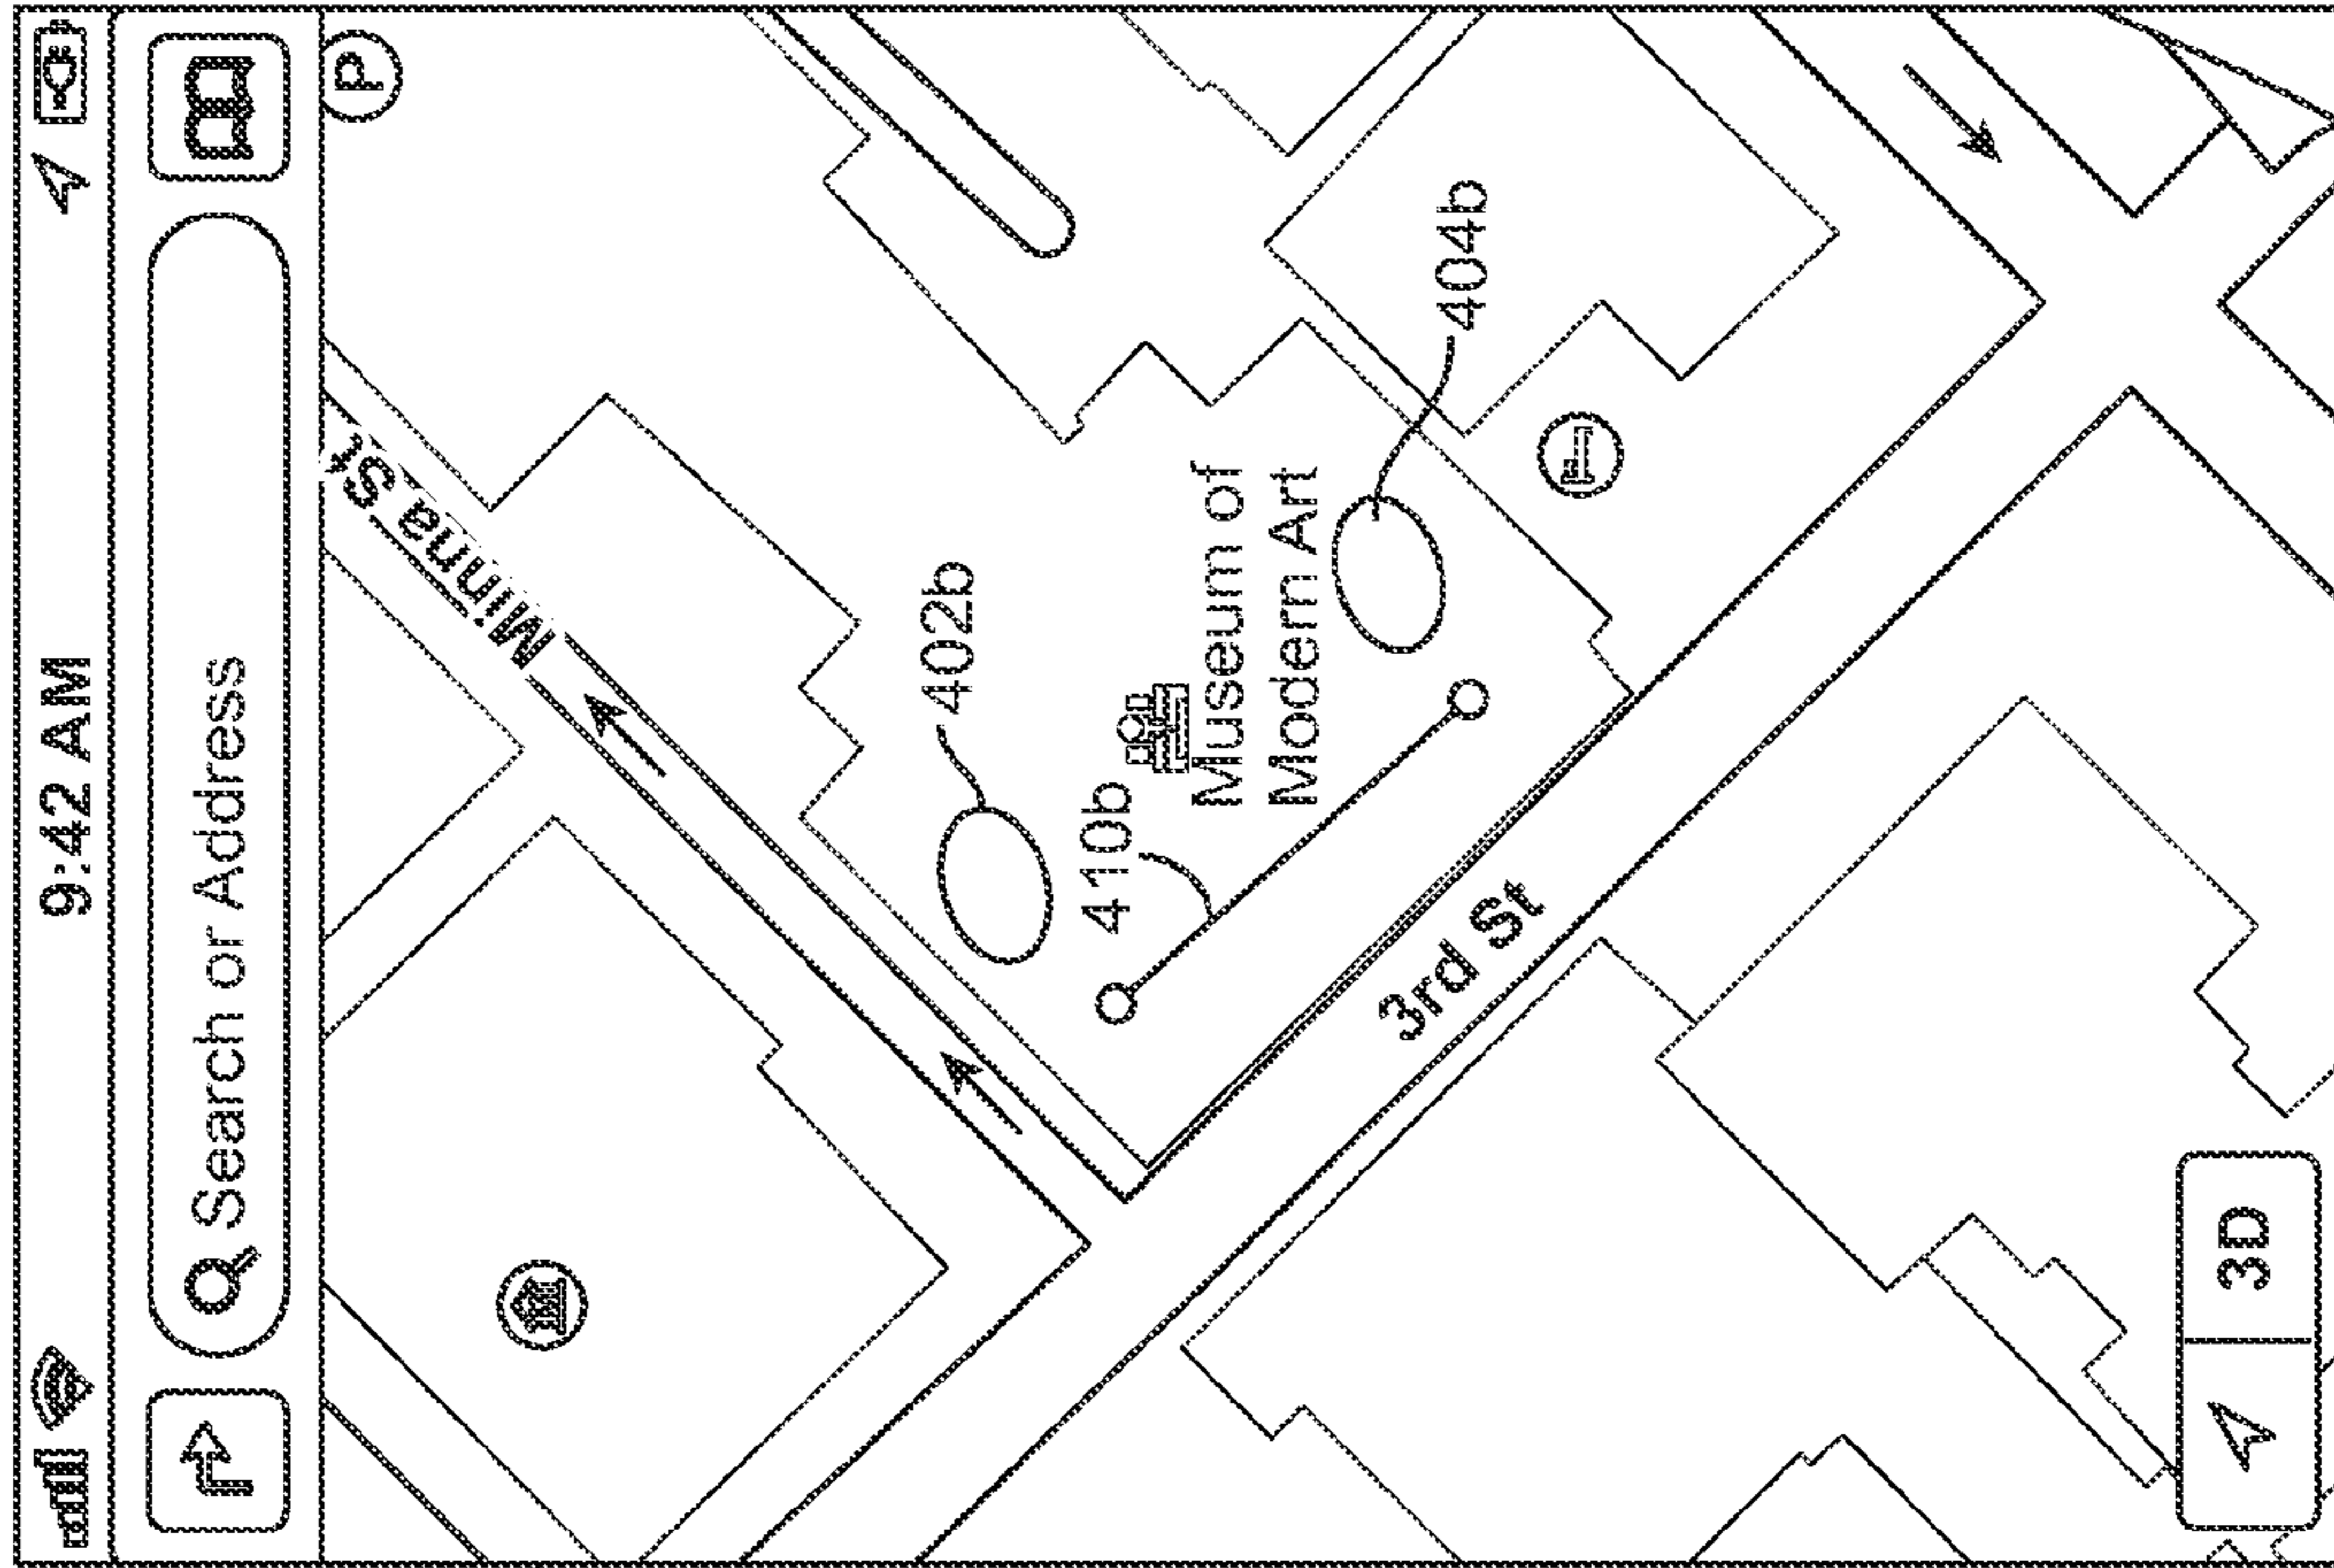 9:42 AM
Search or Address
P
Minna St
402b
410b
Museum of
Modern Art
404b
3rd St
3D